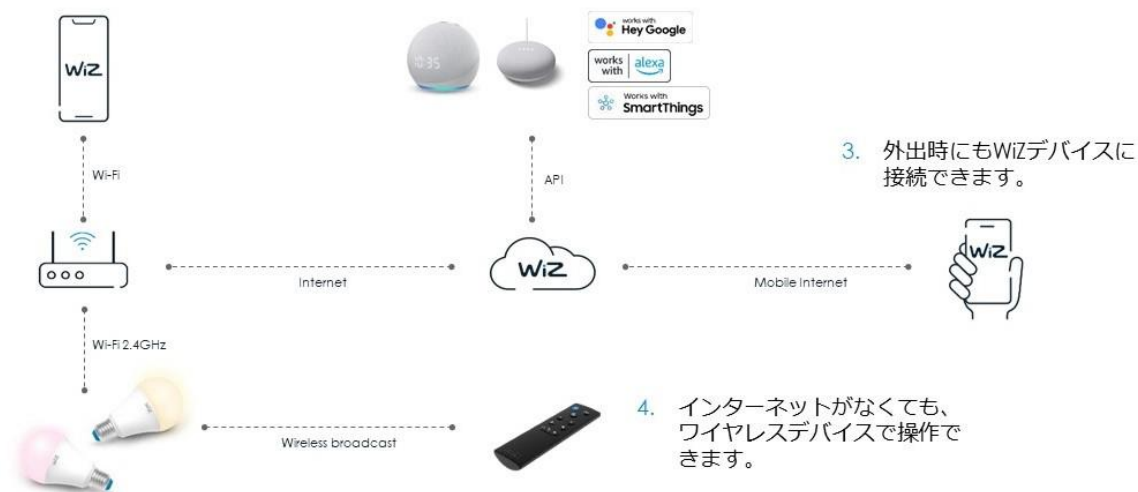 WiZ
works with
Hey Google
works with
alexa
Works with
SmartThings
10:35
3. 外出時にもWiZデバイスに
接続できます。
Wi-Fi
API
WiZ
WiZ
Internet
Mobile Internet
Wi-Fi 2.4GHz
4. インターネットがなくても、
ワイヤレスデバイスで操作で
きます。
Wireless broadcast